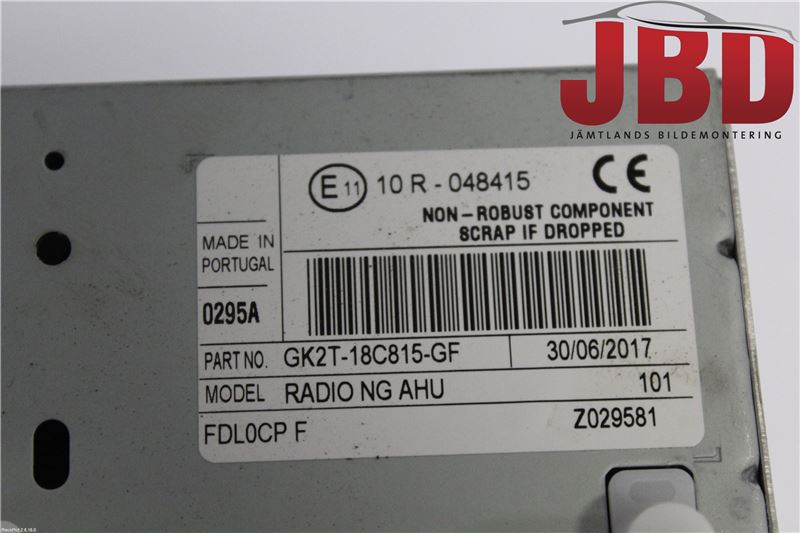 JBD
JÄMTLANDS BILDEMONTERING
E 11 10 R - 048415 CE
NON - ROBUST COMPONENT
SCRAP IF DROPPED
MADE IN
PORTUGAL
0295A
PART NO. GK2T-18C815-GF 30/06/2017
MODEL RADIO NG AHU 101
FDL0CP F Z029581